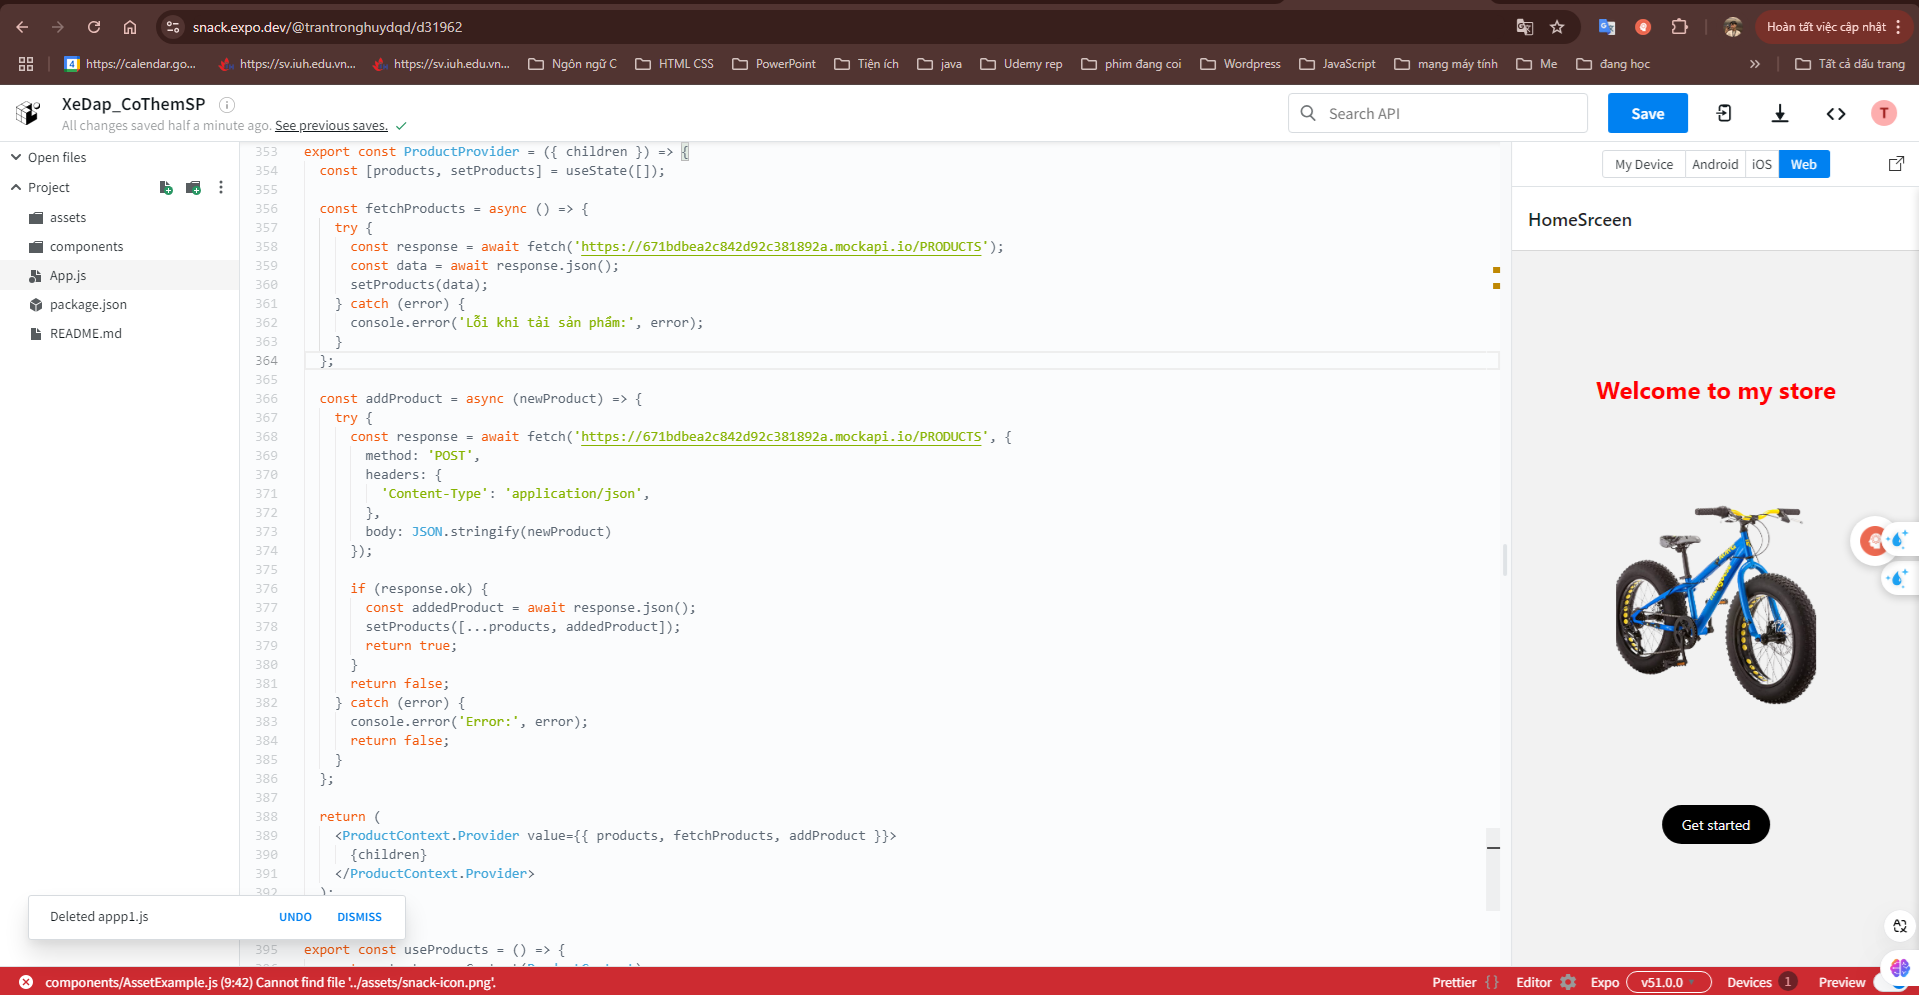 snack.expo.dev/@trantronghuydqd/d31962
Hoàn tất việc cập nhật
https://calendar.go...
https://sv.iuh.edu.vn...
https://sv.iuh.edu.vn...
Ngôn ngữ C
HTML CSS
PowerPoint
Tiện ích
java
Udemy rep
phim đang coi
Wordpress
JavaScript
mạng máy tính
Me
đang học
»
Tất cả dấu trang
XeDap_CoThemSP
All changes saved half a minute ago. See previous saves.
Search API
Save
T
Open files
Project
assets
components
App.js
package.json
README.md
353 export const ProductProvider = ({ children }) => {
354 const [products, setProducts] = useState([]);
355
356 const fetchProducts = async () => {
357 try {
358 const response = await fetch('https://671bdbea2c842d92c381892a.mockapi.io/PRODUCTS');
359 const data = await response.json();
360 setProducts(data);
361 } catch (error) {
362 console.error('Lỗi khi tải sản phẩm:', error);
363 }
364 };
365
366 const addProduct = async (newProduct) => {
367 try {
368 const response = await fetch('https://671bdbea2c842d92c381892a.mockapi.io/PRODUCTS', {
369 method: 'POST',
370 headers: {
371 'Content-Type': 'application/json',
372 },
373 body: JSON.stringify(newProduct)
374 });
375
376 if (response.ok) {
377 const addedProduct = await response.json();
378 setProducts([...products, addedProduct]);
379 return true;
380 }
381 return false;
382 } catch (error) {
383 console.error('Error:', error);
384 return false;
385 }
386 };
387
388 return (
389 <ProductContext.Provider value={{ products, fetchProducts, addProduct }}>
390 {children}
391 </ProductContext.Provider>
392 );
395 export const useProducts = () => {
Deleted appp1.js
UNDO
DISMISS
My Device
Android
iOS
Web
HomeSrceen
Welcome to my store
Get started
components/AssetExample.js (9:42) Cannot find file '../assets/snack-icon.png'.
Prettier { }
Editor
Expo
v51.0.0
Devices 1
Preview